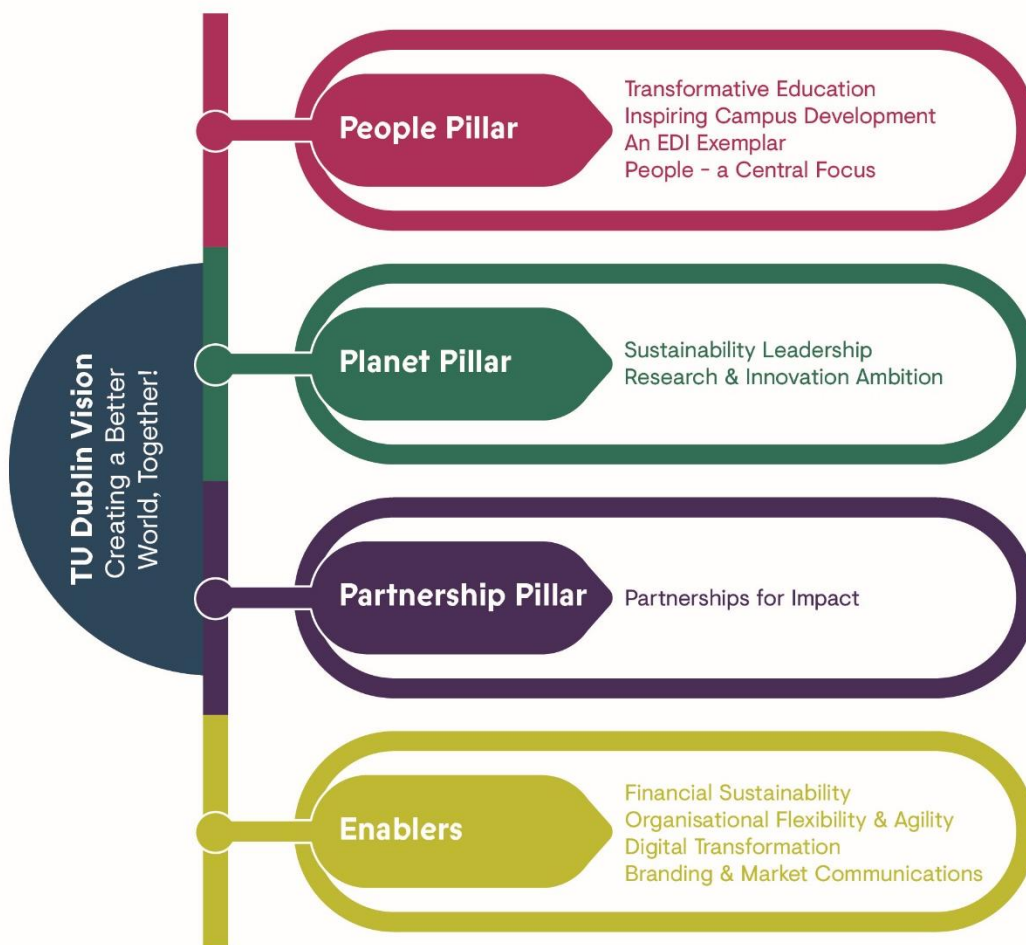 TU Dublin Vision
Creating a Better
World, Together!
People Pillar
Transformative Education
Inspiring Campus Development
An EDI Exemplar
People - a Central Focus
Planet Pillar
Sustainability Leadership
Research & Innovation Ambition
Partnership Pillar
Partnerships for Impact
Enablers
Financial Sustainability
Organisational Flexibility & Agility
Digital Transformation
Branding & Market Communications